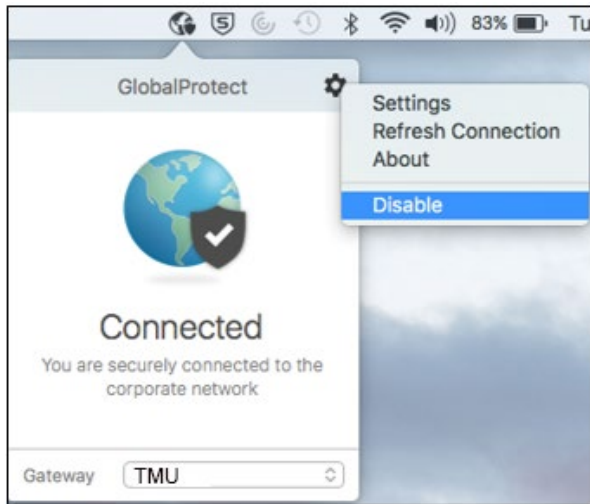 83% Tu
GlobalProtect
Settings
Refresh Connection
About
Disable
Connected
You are securely connected to the
corporate network
Gateway TMU